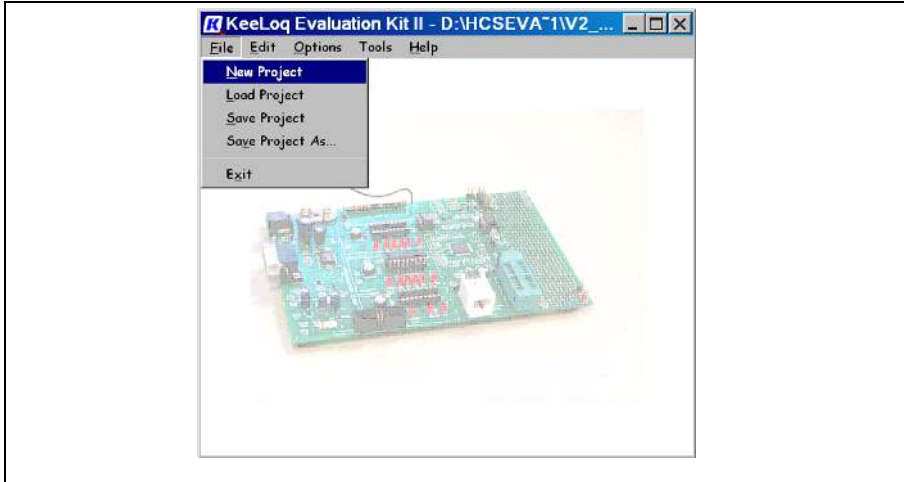 KeeLoq Evaluation Kit II - D:\HCSEVA~1\V2_...
File Edit Options Tools Help
New Project
Load Project
Save Project
Save Project As...
Exit